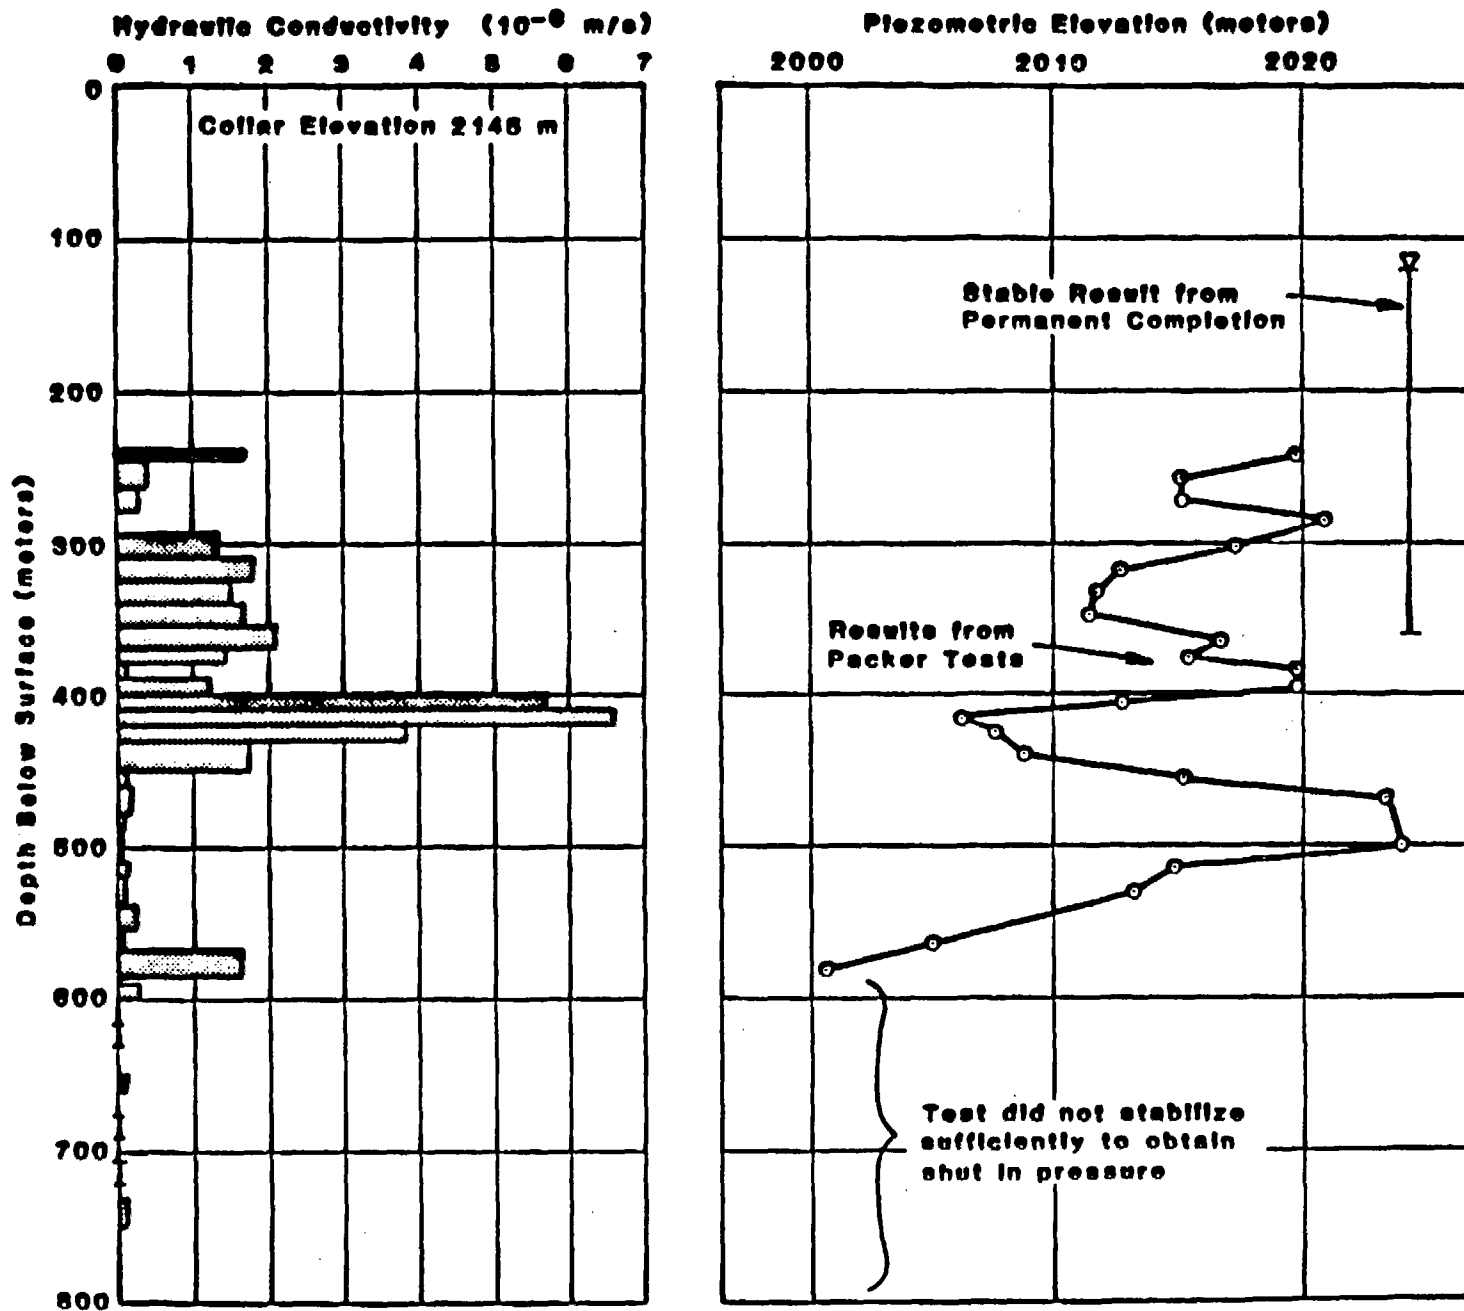 Hydraulic Conductivity (10⁻⁶ m/s)
0 1 2 3 4 5 6 7
Piezometric Elevation (meters)
2000 2010 2020
Collar Elevation m
Depth Below Surface (meters)
0
100
200
300
400
500
600
700
800
Stable Result from
Permanent Completion
Results from
Packer Tests
Test did not stabilize
sufficiently to obtain
shut in pressure